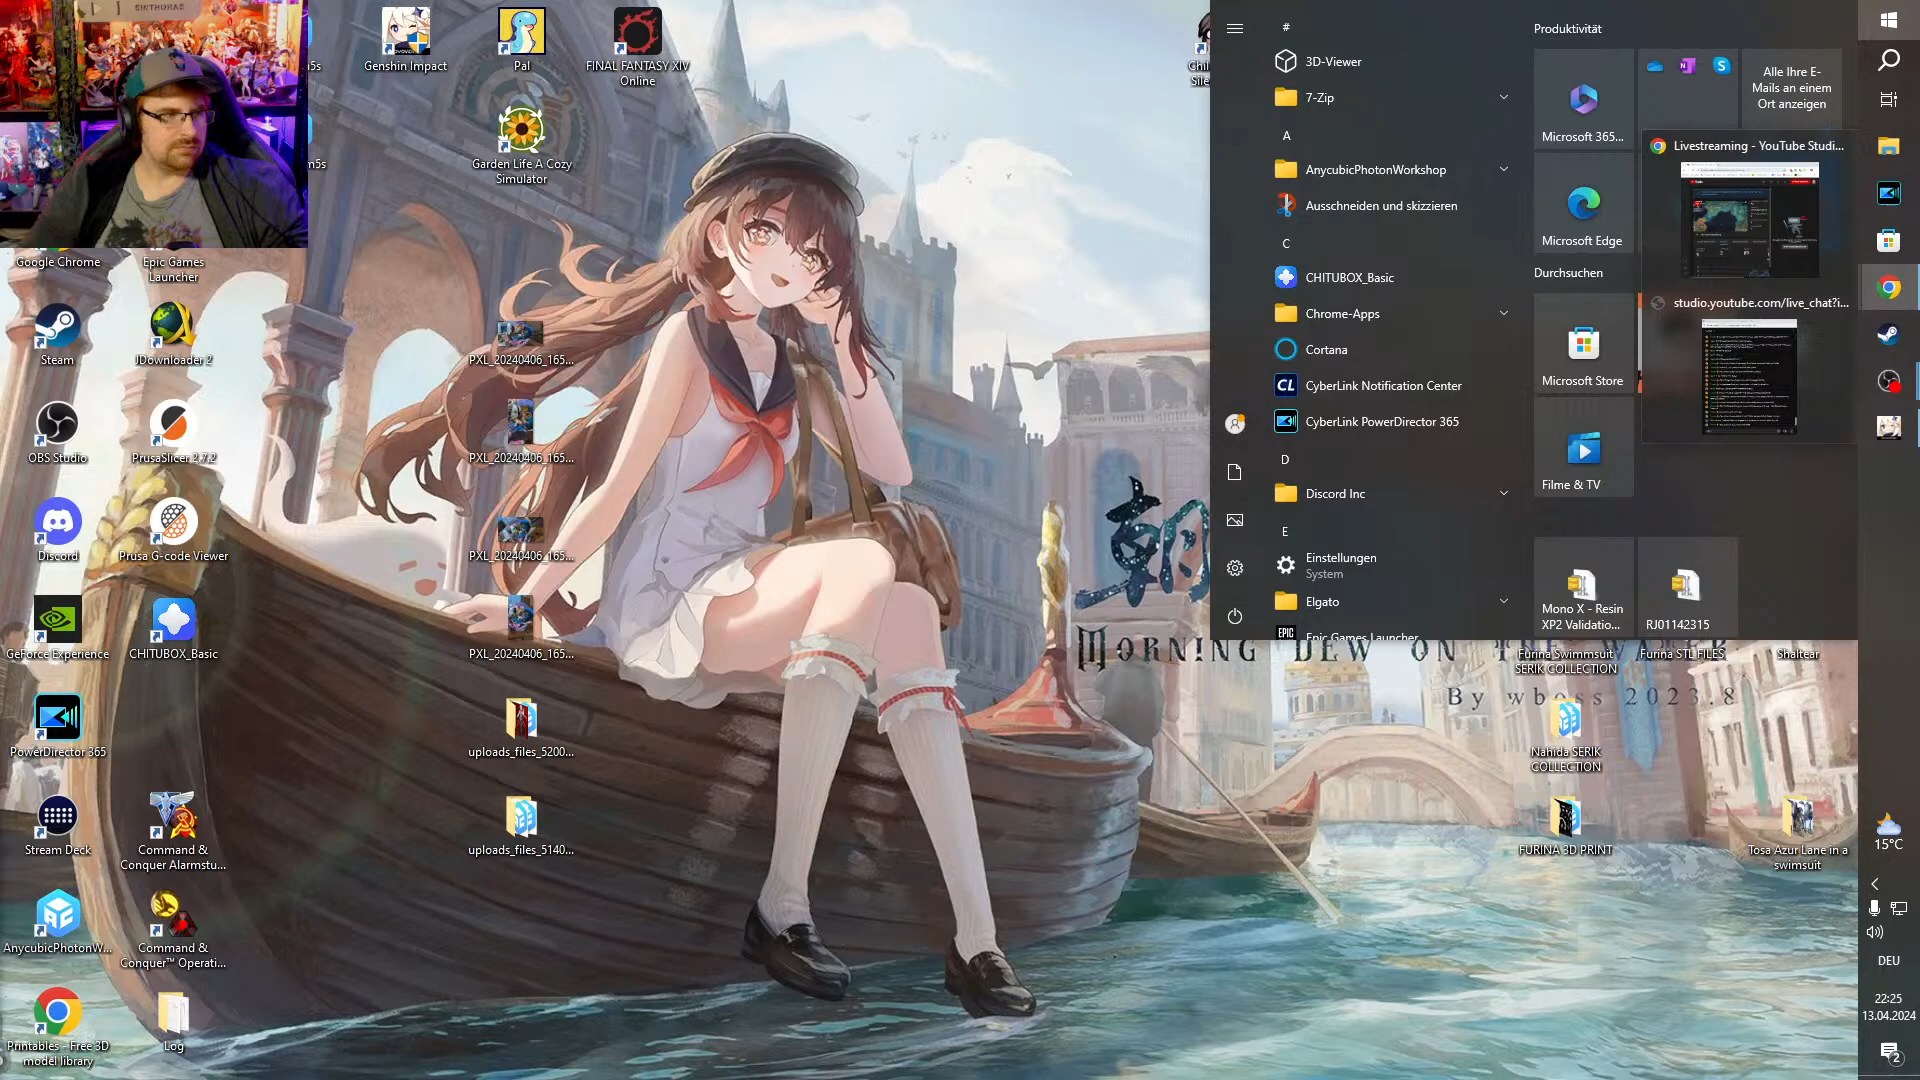 SIKTHORAS
Genshin Impact
Pal
FINAL FANTASY XIV
Online
Garden Life A Cozy
Simulator
Google Chrome
Epic Games
Launcher
Steam
JDownloader 2
OBS Studio
PrusaSlicer 2.7.2
Discord
Prusa G-code Viewer
GeForce Experience
CHITUBOX_Basic
PowerDirector 365
Stream Deck
Command &
Conquer Alarmstu...
AnycubicPhotonW...
Command &
Conquer™ Operati...
Printables - Free 3D
model library
Log
PXL_20240406_165...
PXL_20240406_165...
PXL_20240406_165...
PXL_20240406_165...
uploads_files_5200...
uploads_files_5140...
#
3D-Viewer
7-Zip
A
AnycubicPhotonWorkshop
Ausschneiden und skizzieren
C
CHITUBOX_Basic
Chrome-Apps
Cortana
CyberLink Notification Center
CyberLink PowerDirector 365
D
Discord Inc
E
Einstellungen
System
Elgato
Epic Games Launcher
Produktivität
Microsoft 365...
Alle Ihre E-
Mails an einem
Ort anzeigen
Microsoft Edge
Durchsuchen
Microsoft Store
Filme & TV
Mono X - Resin
XP2 Validatio...
RJ01142315
Livestreaming - YouTube Studi...
studio.youtube.com/live_chat?i...
Morning dew on the
By wboss 2023.8
Furina Swimmsuit
SERIK COLLECTION
Furina STL FILES
Shaltear
Nahida SERIK
COLLECTION
FURINA 3D PRINT
Tosa Azur Lane in a
swimsuit
15°C
DEU
22:25
13.04.2024
2